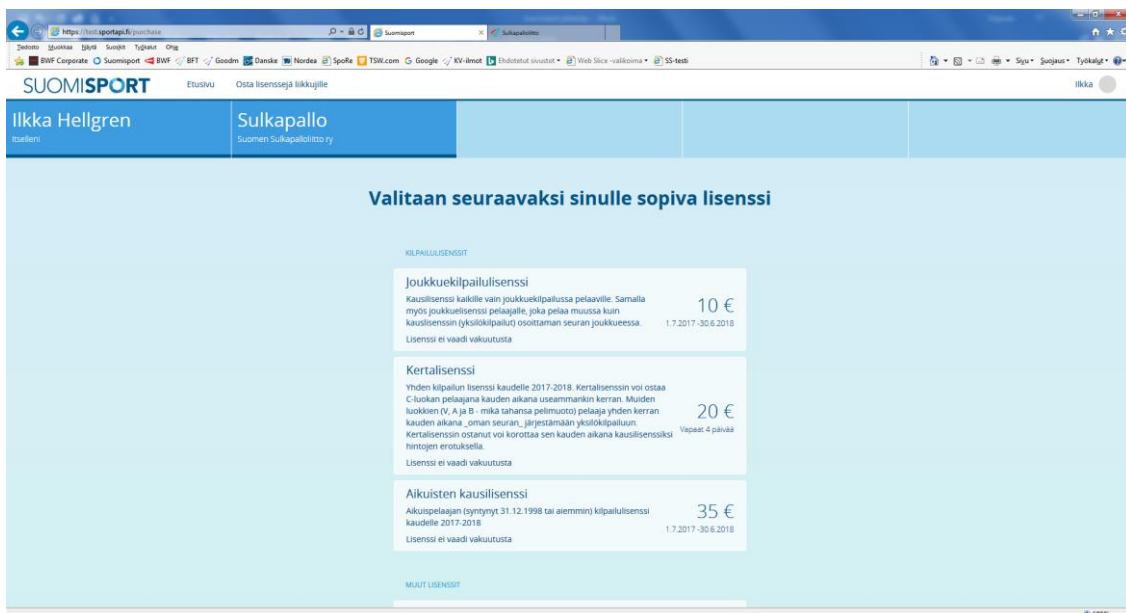 https://test.sportapi.fi/purchase
Suomisport
Sulkapalloliitto
Tiedosto Muokkaa Näytä Suosikit Työkalut Ohje
BWF Corporate Suomisport BWF BFT Goodm Danske Nordea SpoRe TSW.com Google KV-ilmot Ehdotetut sivustot Web Slice -valikoima SS-testi
Sivu Suojaus Työkalut
SUOMISPORT Etusivu Osta lisenssejä liikkujille Ilkka
Ilkka Hellgren
Itselleni
Sulkapallo
Suomen Sulkapalloliitto ry
Valitaan seuraavaksi sinulle sopiva lisenssi
KILPAILULISENSSIT
Joukkuekilpailulisenssi
Kausilisenssi kaikille vain joukkuekilpailussa pelaaville. Samalla
myös joukkuelisenssi pelaajalle, joka pelaa muussa kuin
kauslisenssin (yksilökilpailut) osoittaman seuran joukkueessa.
Lisenssi ei vaadi vakuutusta
10 €
1.7.2017 -30.6.2018
Kertalisenssi
Yhden kilpailun lisenssi kaudelle 2017-2018. Kertalisenssin voi ostaa
C-luokan pelaajana kauden aikana useammankin kerran. Muiden
luokkien (V, A ja B - mikä tahansa pelimuoto) pelaaja yhden kerran
kauden aikana _oman seuran_ järjestämään yksilökilpailuun.
Kertalisenssin ostanut voi korottaa sen kauden aikana kausilisenssiksi
hintojen erotuksella.
Lisenssi ei vaadi vakuutusta
20 €
Vapaat 4 päivää
Aikuisten kausilisenssi
Aikuispelaajan (syntynyt 31.12.1998 tai aiemmin) kilpailulisenssi
kaudelle 2017-2018
Lisenssi ei vaadi vakuutusta
35 €
1.7.2017 -30.6.2018
MUUT LISENSSIT